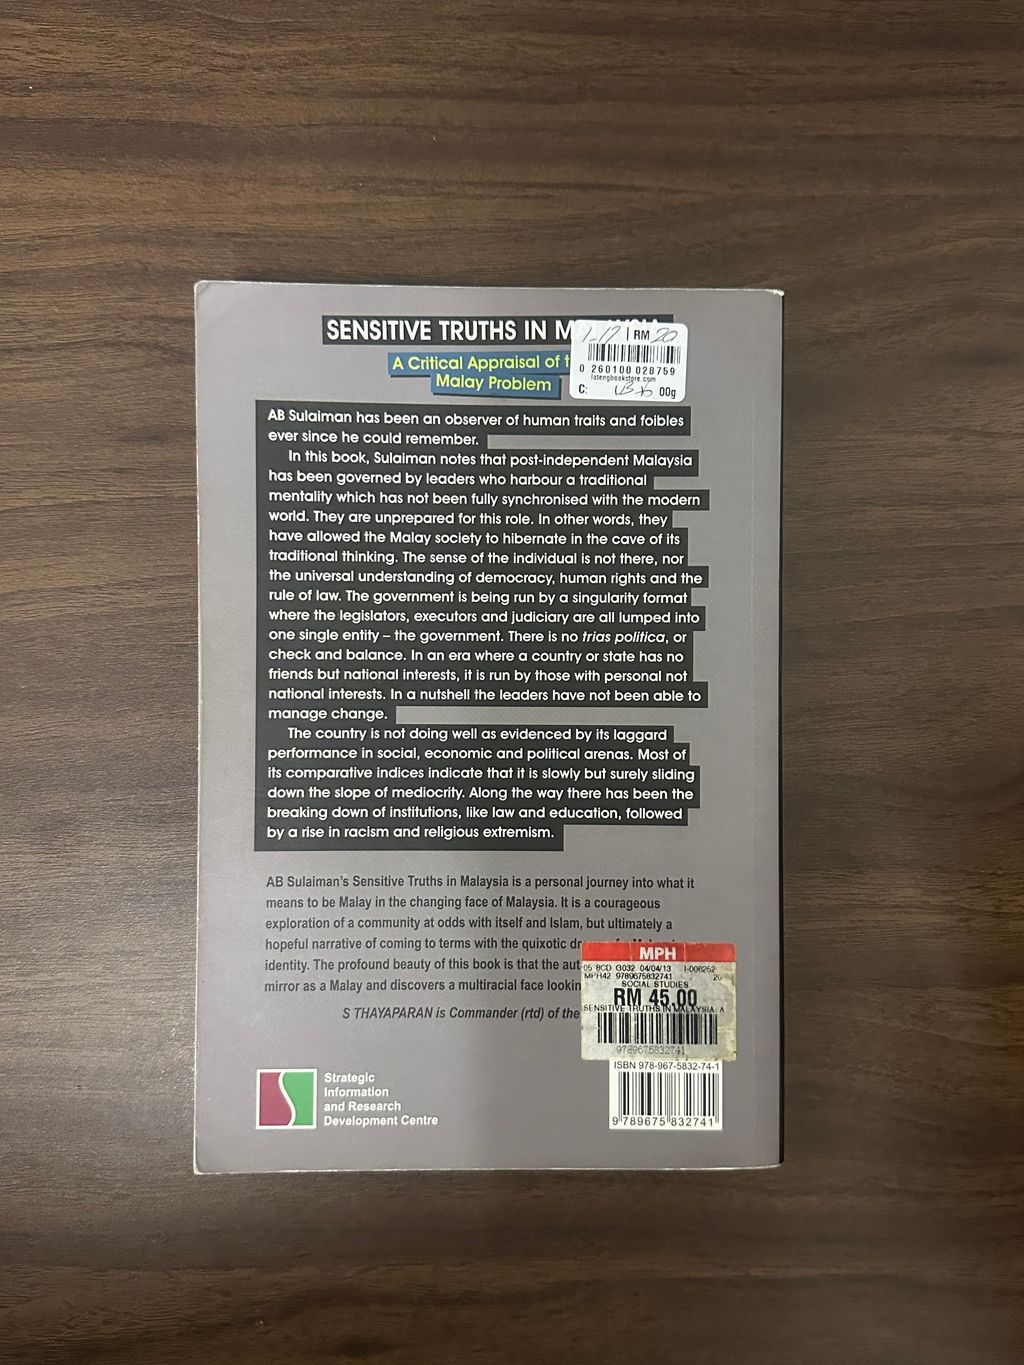 SENSITIVE TRUTHS IN MALAYSIA
1-17 | RM 20
A Critical Appraisal of
Malay Problem
0 260100 028759
lotengbookstore.com
C: 00g
AB Sulaiman has been an observer of human traits and foibles
ever since he could remember.
In this book, Sulaiman notes that post-independent Malaysia
has been governed by leaders who harbour a traditional
mentality which has not been fully synchronised with the modern
world. They are unprepared for this role. In other words, they
have allowed the Malay society to hibernate in the cave of its
traditional thinking. The sense of the individual is not there, nor
the universal understanding of democracy, human rights and the
rule of law. The government is being run by a singularity format
where the legislators, executors and judiciary are all lumped into
one single entity – the government. There is no trias politica, or
check and balance. In an era where a country or state has no
friends but national interests, it is run by those with personal not
national interests. In a nutshell the leaders have not been able to
manage change.
The country is not doing well as evidenced by its laggard
performance in social, economic and political arenas. Most of
its comparative indices indicate that it is slowly but surely sliding
down the slope of mediocrity. Along the way there has been the
breaking down of institutions, like law and education, followed
by a rise in racism and religious extremism.
AB Sulaiman's Sensitive Truths in Malaysia is a personal journey into what it
means to be Malay in the changing face of Malaysia. It is a courageous
exploration of a community at odds with itself and Islam, but ultimately a
hopeful narrative of coming to terms with the quixotic
identity. The profound beauty of this book is that the
mirror as a Malay and discovers a multiracial face
S THAYAPARAN is Commander (rtd) of the
MPH
05 BCD G032 04/04/13 I-006252
MPH42 9789675832741 20
SOCIAL STUDIES
RM 45.00
SENSITIVE TRUTHS IN MALAYSIA: A
9789675832741
ISBN 978-967-5832-74-1
9 789675 832741
Strategic
Information
and Research
Development Centre